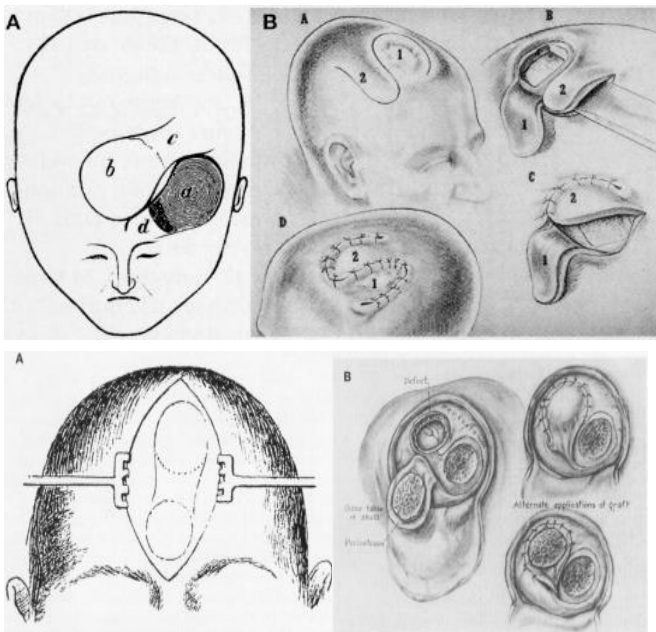 A
b
c
a
d
B
A
1
2
B
1
2
C
2
1
D
2
1
A
B
Defect
Outer table
of skull
Pericranium
Alternate applications of graft